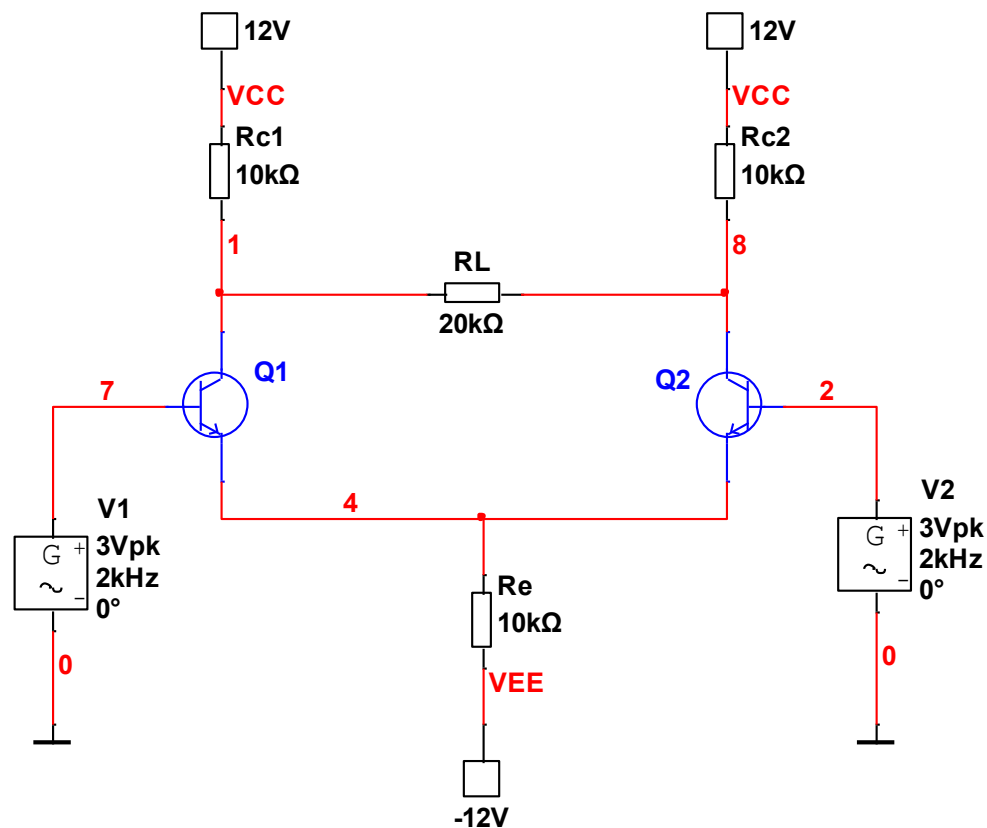 12V
12V
VCC
VCC
Rc1
10kΩ
Rc2
10kΩ
1
8
RL
20kΩ
Q1
Q2
7
2
4
V1
3Vpk
2kHz
0°
G
+
~
−
V2
3Vpk
2kHz
0°
G
+
~
−
Re
10kΩ
0
0
VEE
-12V